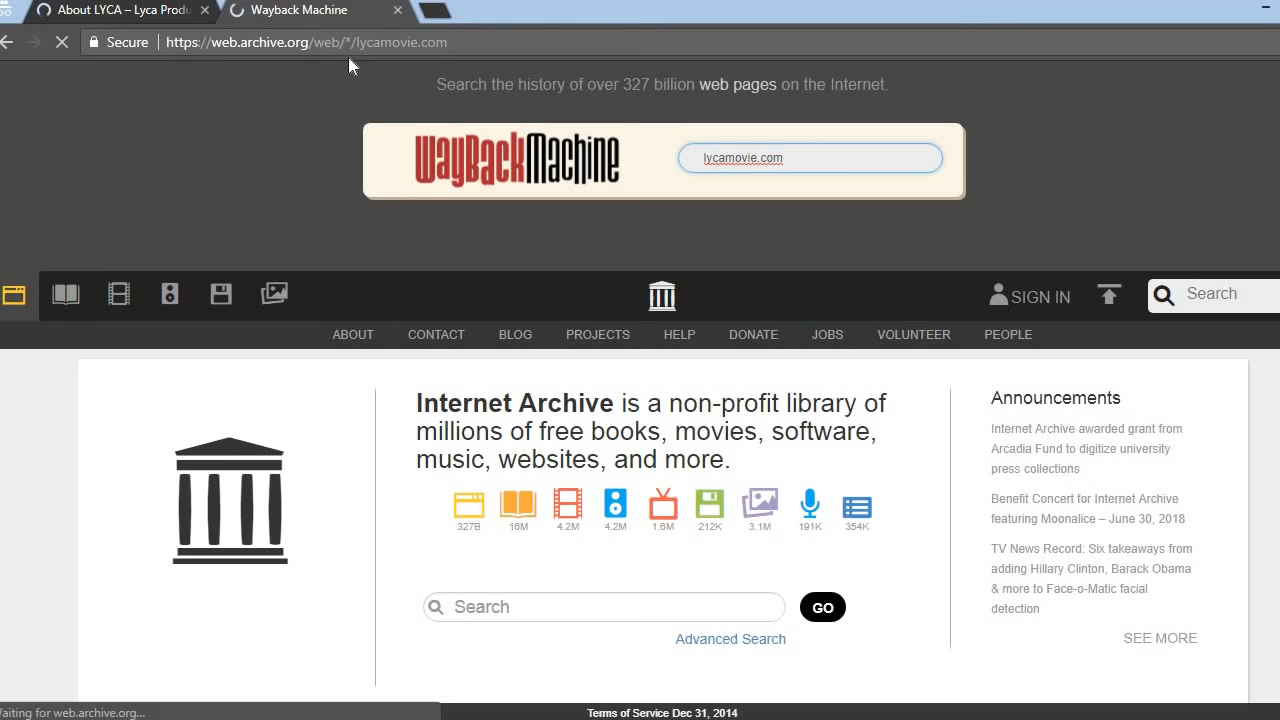 About LYCA – Lyca Produ
Wayback Machine
Secure
https://web.archive.org/web/*/lycamovie.com
Search the history of over 327 billion web pages on the Internet.
WayBackMachine
lycamovie.com
SIGN IN
Search
ABOUT CONTACT BLOG PROJECTS HELP DONATE JOBS VOLUNTEER PEOPLE
Internet Archive is a non-profit library of
millions of free books, movies, software,
music, websites, and more.
327B 16M 4.2M 4.2M 1.6M 212K 3.1M 191K 354K
Search
GO
Advanced Search
Announcements
Internet Archive awarded grant from
Arcadia Fund to digitize university
press collections
Benefit Concert for Internet Archive
featuring Moonalice – June 30, 2018
TV News Record: Six takeaways from
adding Hillary Clinton, Barack Obama
& more to Face-o-Matic facial
detection
SEE MORE
Waiting for web.archive.org...
Terms of Service Dec 31, 2014